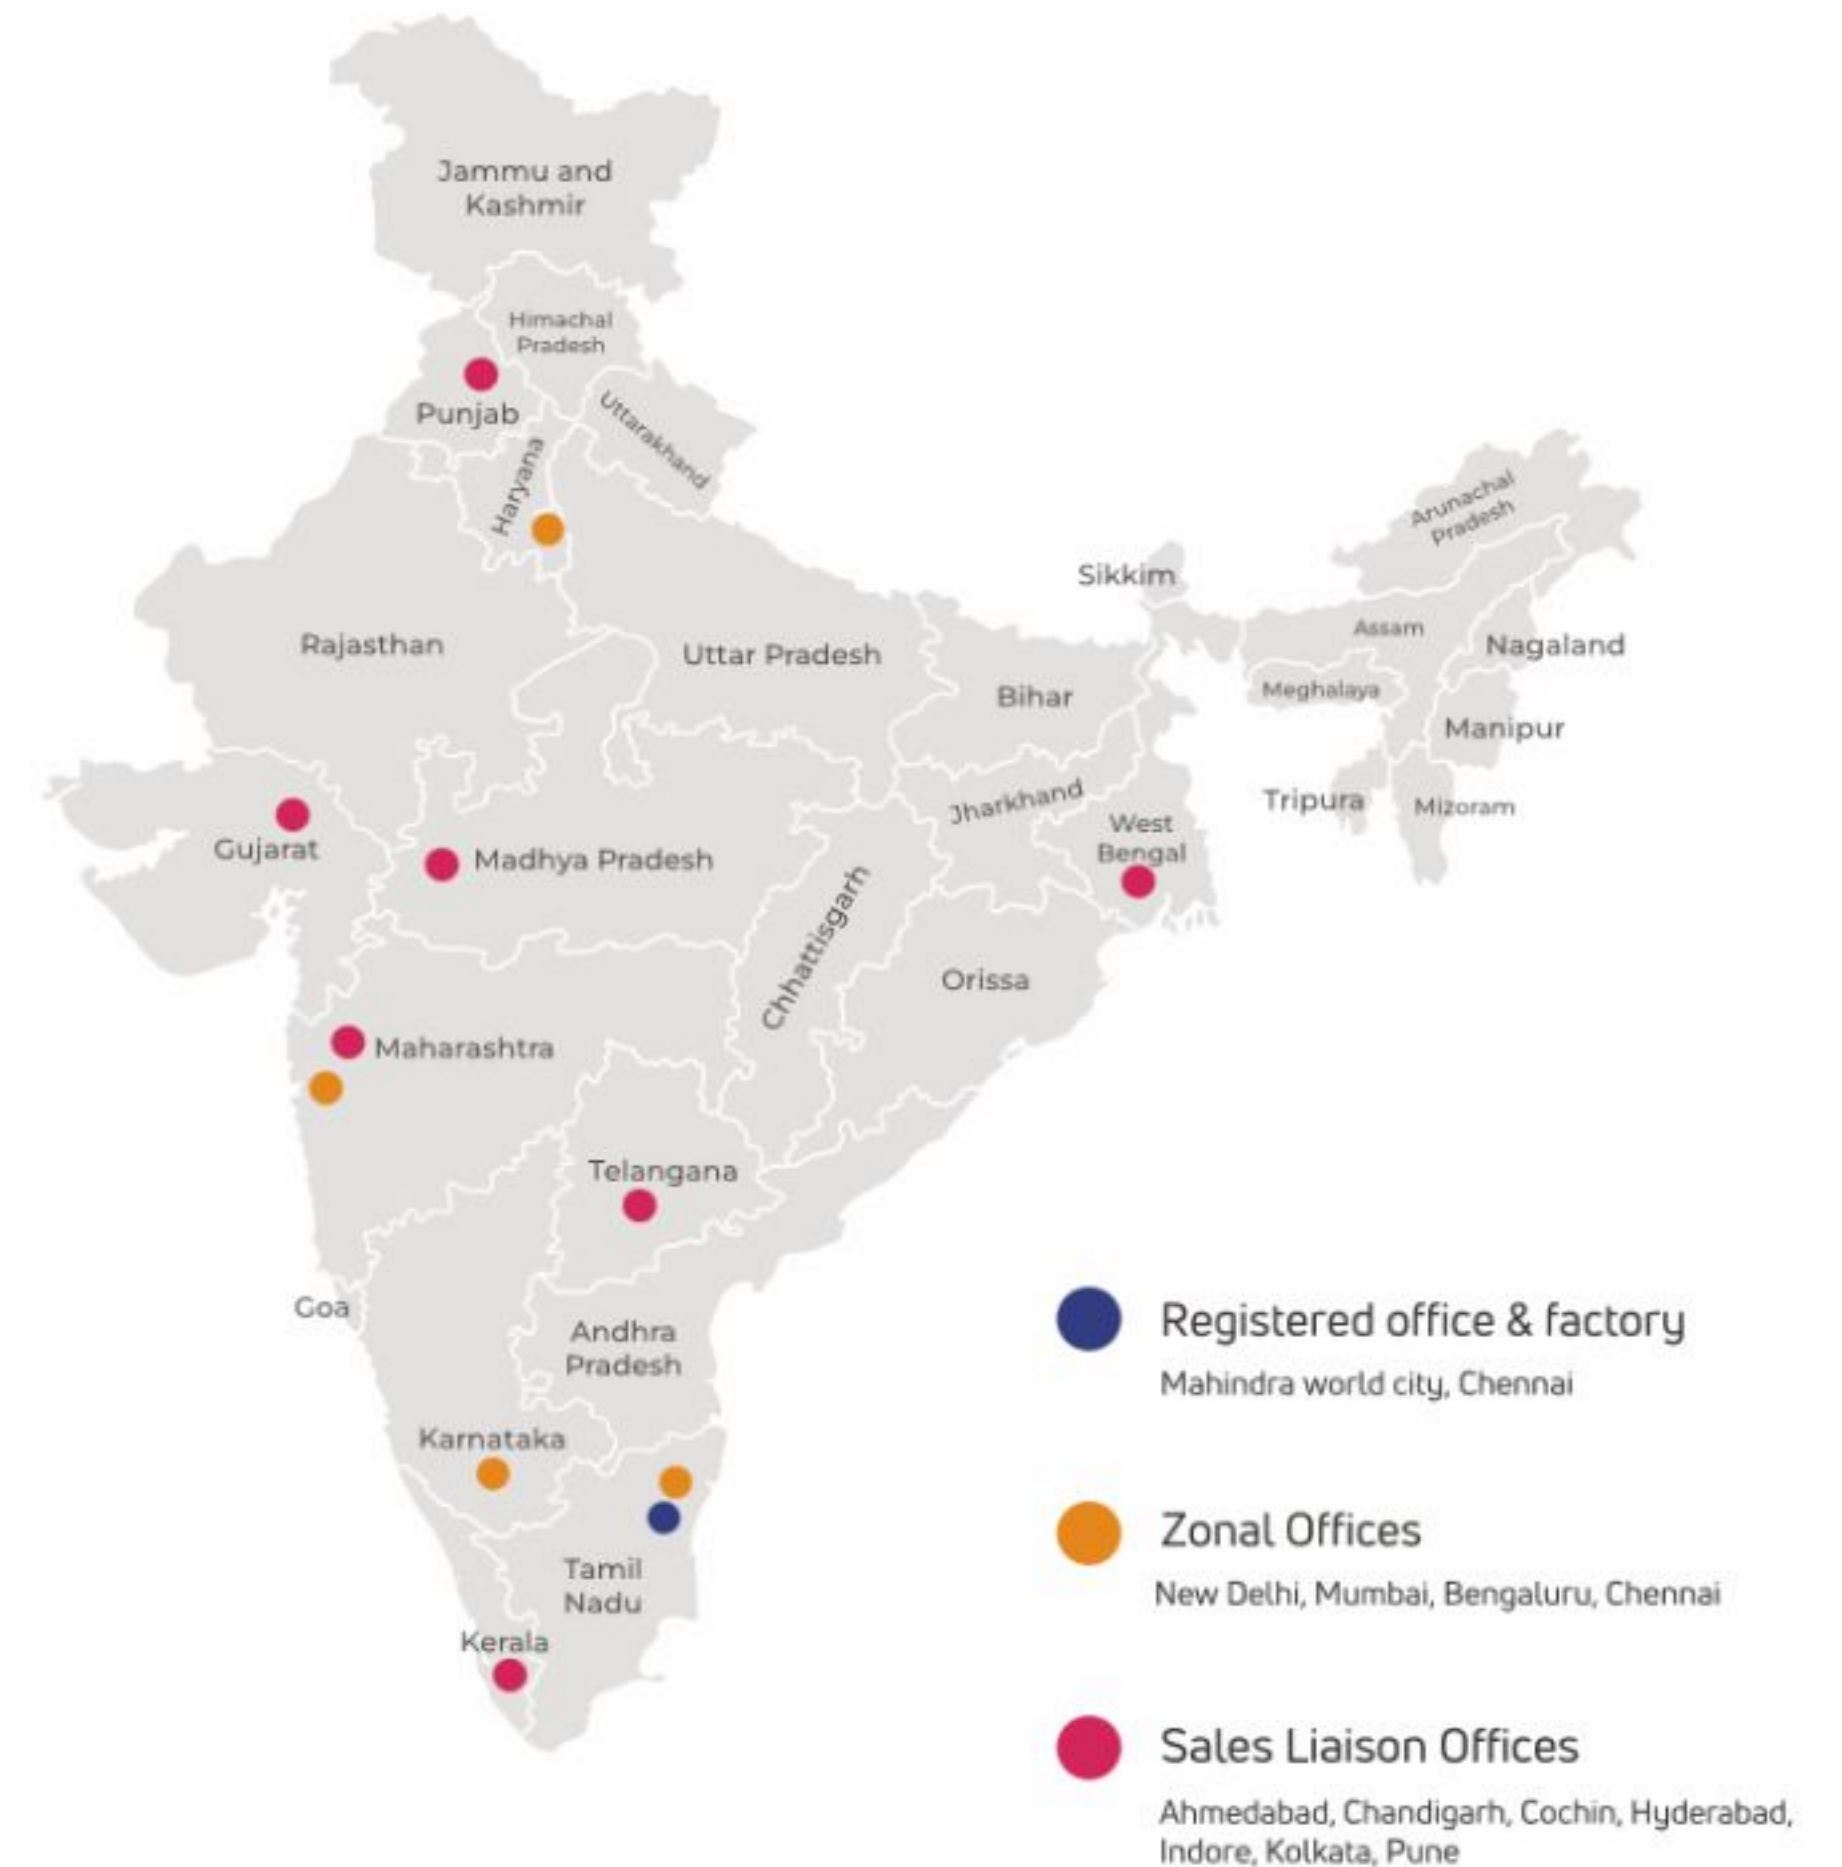 Jammu and
Kashmir
Himachal
Pradesh
Punjab
Uttarakhand
Haryana
Arunachal
Pradesh
Sikkim
Assam
Nagaland
Rajasthan
Uttar Pradesh
Bihar
Meghalaya
Manipur
Jharkhand
Tripura
Mizoram
West
Bengal
Gujarat
Madhya Pradesh
Chhattisgarh
Orissa
Maharashtra
Telangana
Goa
Andhra
Pradesh
Karnataka
Tamil
Nadu
Kerala
Registered office & factory
Mahindra world city, Chennai
Zonal Offices
New Delhi, Mumbai, Bengaluru, Chennai
Sales Liaison Offices
Ahmedabad, Chandigarh, Cochin, Hyderabad,
Indore, Kolkata, Pune